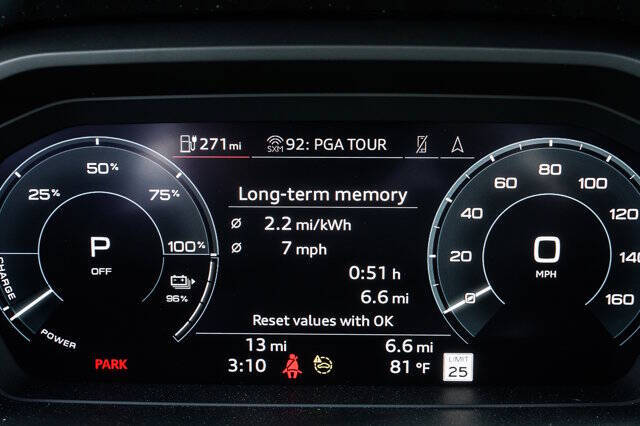 271 mi SXM 92: PGA TOUR
50%
25% 75%
100%
P
OFF
CHARGE
POWER
96%
PARK
Long-term memory
Ø 2.2 mi/kWh
Ø 7 mph
0:51 h
6.6 mi
Reset values with OK
13 mi 6.6 mi
3:10 81 °F
LIMIT
25
80
60 100
40 120
20 140
0 160
0
MPH